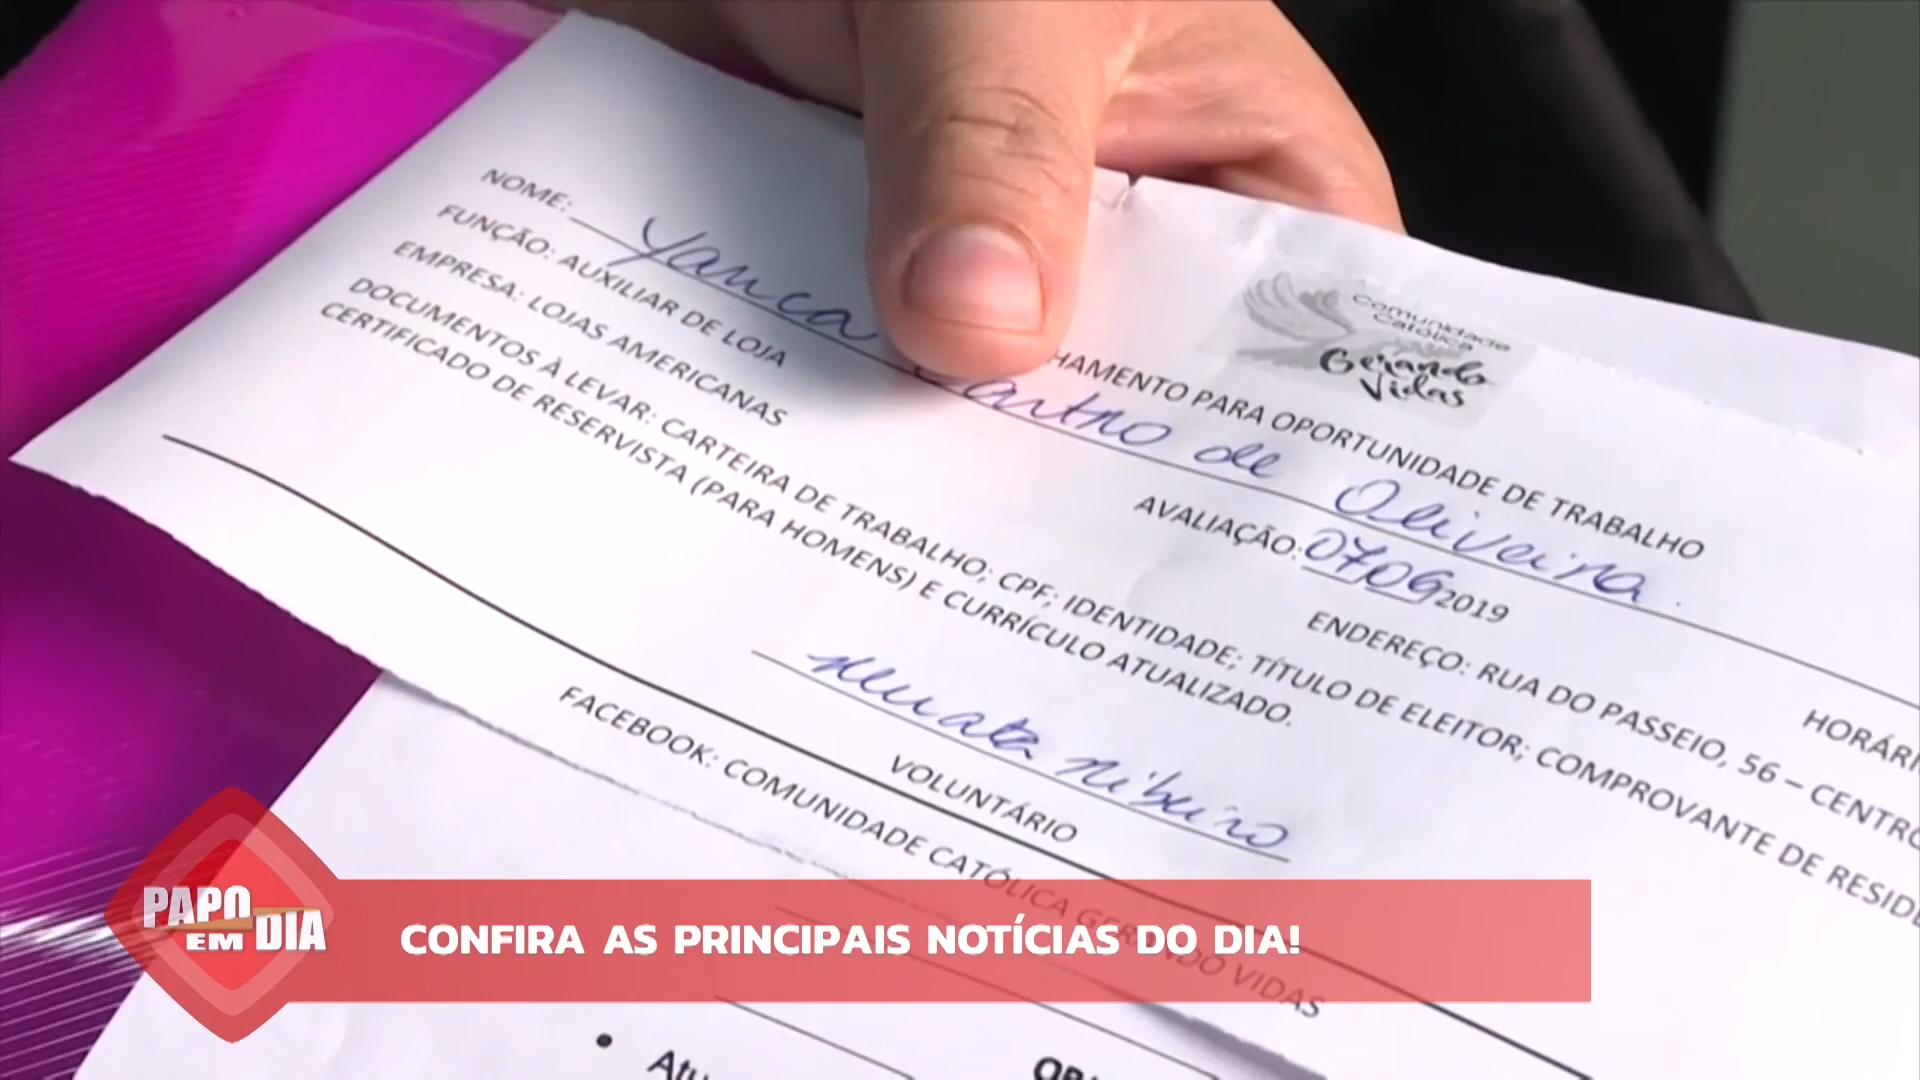 Comunidade
Católica
Gerando
Vidas
HAMENTO PARA OPORTUNIDADE DE TRABALHO
NOME: Yanca Castro de Oliveira
FUNÇÃO: AUXILIAR DE LOJA
AVALIAÇÃO: 07/06 2019
HORÁRI
EMPRESA: LOJAS AMERICANAS
ENDEREÇO: RUA DO PASSEIO, 56 – CENTRO
DOCUMENTOS À LEVAR: CARTEIRA DE TRABALHO; CPF; IDENTIDADE; TÍTULO DE ELEITOR; COMPROVANTE DE RESID
CERTIFICADO DE RESERVISTA (PARA HOMENS) E CURRÍCULO ATUALIZADO.
Renata Ribeiro
VOLUNTÁRIO
FACEBOOK: COMUNIDADE CATÓLICA GERANDO VIDAS
PAPO
EM DIA
CONFIRA AS PRINCIPAIS NOTÍCIAS DO DIA!